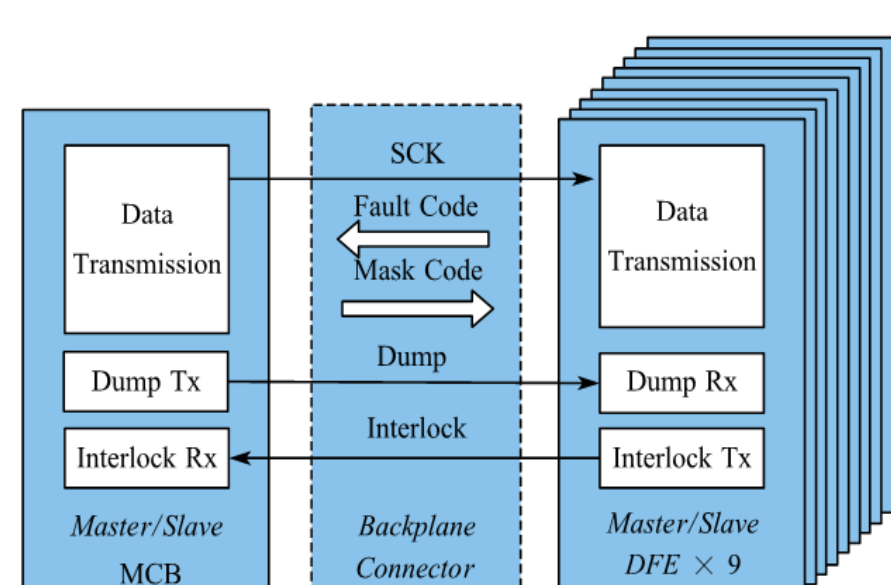 SCK
Data
Transmission
Fault Code
Mask Code
Data
Transmission
Dump Tx
Dump
Dump Rx
Interlock Rx
Interlock
Interlock Tx
Master/Slave
MCB
Backplane
Connector
Master/Slave
DFE × 9